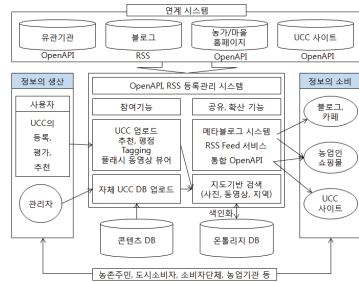 연계 시스템
유관기관
블로그
농가/마을
홈페이지
UCC 사이트
OpenAPI
RSS
OpenAPI
OpenAPI
정보의 생산
사용자
UCC의
등록,
평가,
추천
관리자
OpenAPI, RSS 등록관리 시스템
참여기능
UCC 업로드
추천, 평점
Tagging
플래시 동영상 뷰어
자체 UCC DB 업로드
공유, 확산 기능
메타블로그 시스템
RSS Feed 서비스
통합 OpenAPI
지도기반 검색
(사진, 동영상, 지역)
색인화
콘텐츠 DB
온톨리지 DB
정보의 소비
블로그,
카페
농업인
쇼핑몰
UCC
사이트
농촌주민, 도시소비자, 소비자단체, 농업기관 등